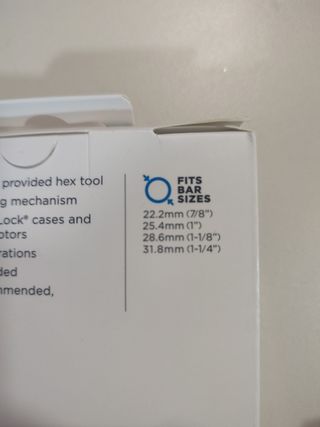 provided hex tool
g mechanism
Lock® cases and
ptors
rations
ded
nmended,
FITS
BAR
SIZES
22.2mm (7/8")
25.4mm (1")
28.6mm (1-1/8")
31.8mm (1-1/4")